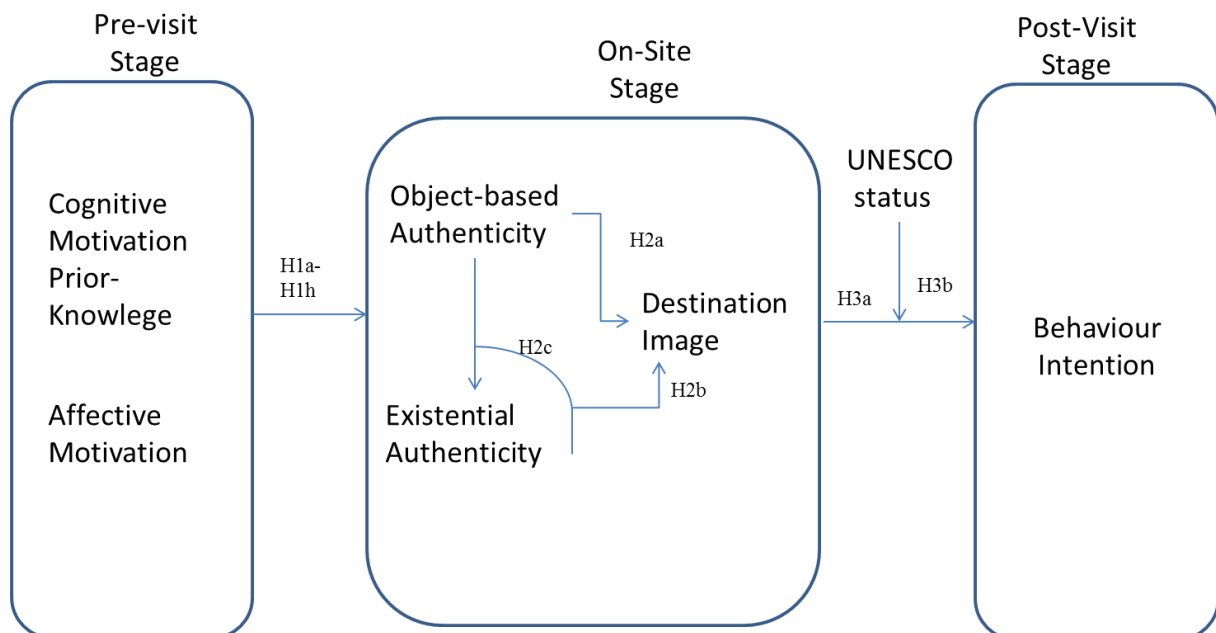 Pre-visit
Stage
Cognitive
Motivation
Prior-
Knowlege
Affective
Motivation
H1a-
H1h
On-Site
Stage
Object-based
Authenticity
H2a
Destination
Image
H2c
H2b
Existential
Authenticity
UNESCO
status
H3a
H3b
Post-Visit
Stage
Behaviour
Intention